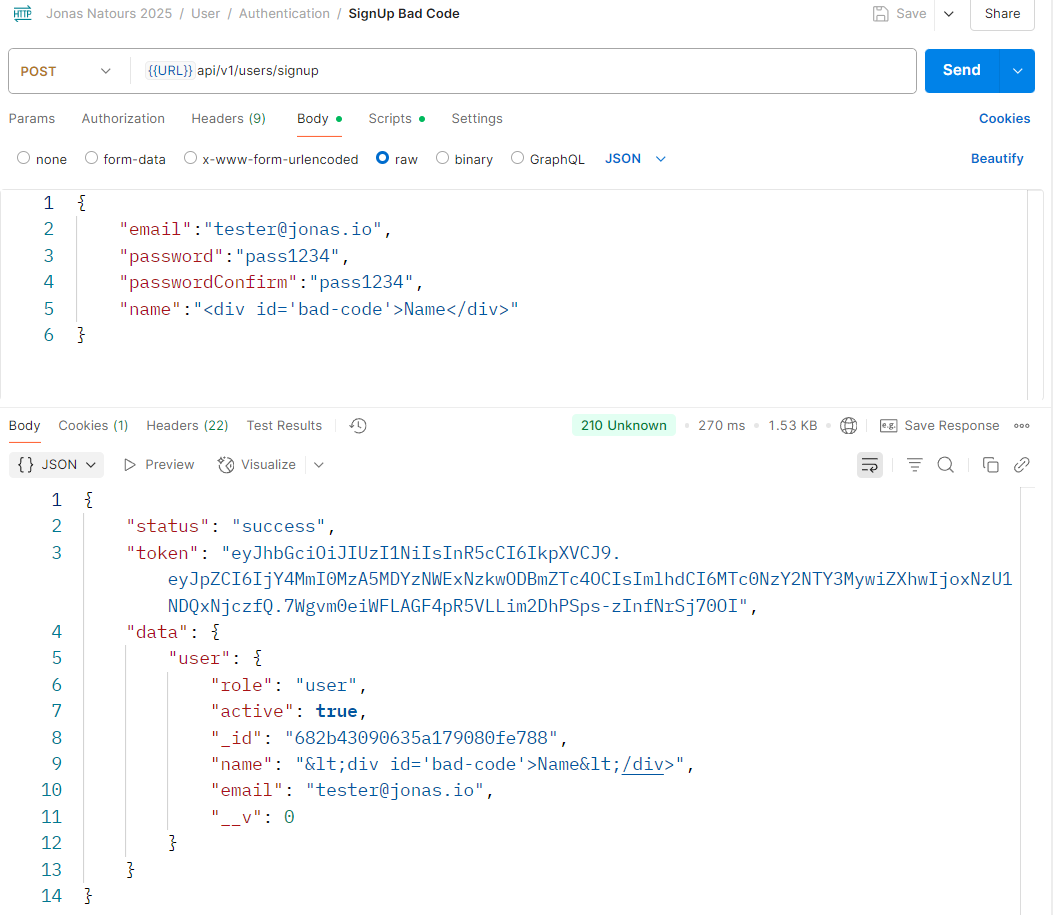 HTTP Jonas Natours 2025 / User / Authentication / SignUp Bad Code Save Share
POST {{URL}} api/v1/users/signup Send
Params Authorization Headers (9) Body Scripts Settings Cookies
none form-data x-www-form-urlencoded raw binary GraphQL JSON Beautify
1 {
2 "email":"tester@jonas.io",
3 "password":"pass1234",
4 "passwordConfirm":"pass1234",
5 "name":"<div id='bad-code'>Name</div>"
6 }
Body Cookies (1) Headers (22) Test Results 210 Unknown 270 ms 1.53 KB e.g. Save Response
{} JSON Preview Visualize
1 {
2 "status": "success",
3 "token": "eyJhbGciOiJIUzI1NiIsInR5cCI6IkpXVCJ9.
eyJpZCI6IjY4MmI0MzA5MDYzNWExNzkwODBmZTc4OCIsImlhdCI6MTc0NzY2NTY3MywiZXhwIjoxNzU1
NDQxNjczfQ.7Wgvm0eiWFLAGF4pR5VLLim2DhPSps-zInfNrSj70OI",
4 "data": {
5 "user": {
6 "role": "user",
7 "active": true,
8 "_id": "682b43090635a179080fe788",
9 "name": "&lt;div id='bad-code'>Name&lt;/div>",
10 "email": "tester@jonas.io",
11 "__v": 0
12 }
13 }
14 }